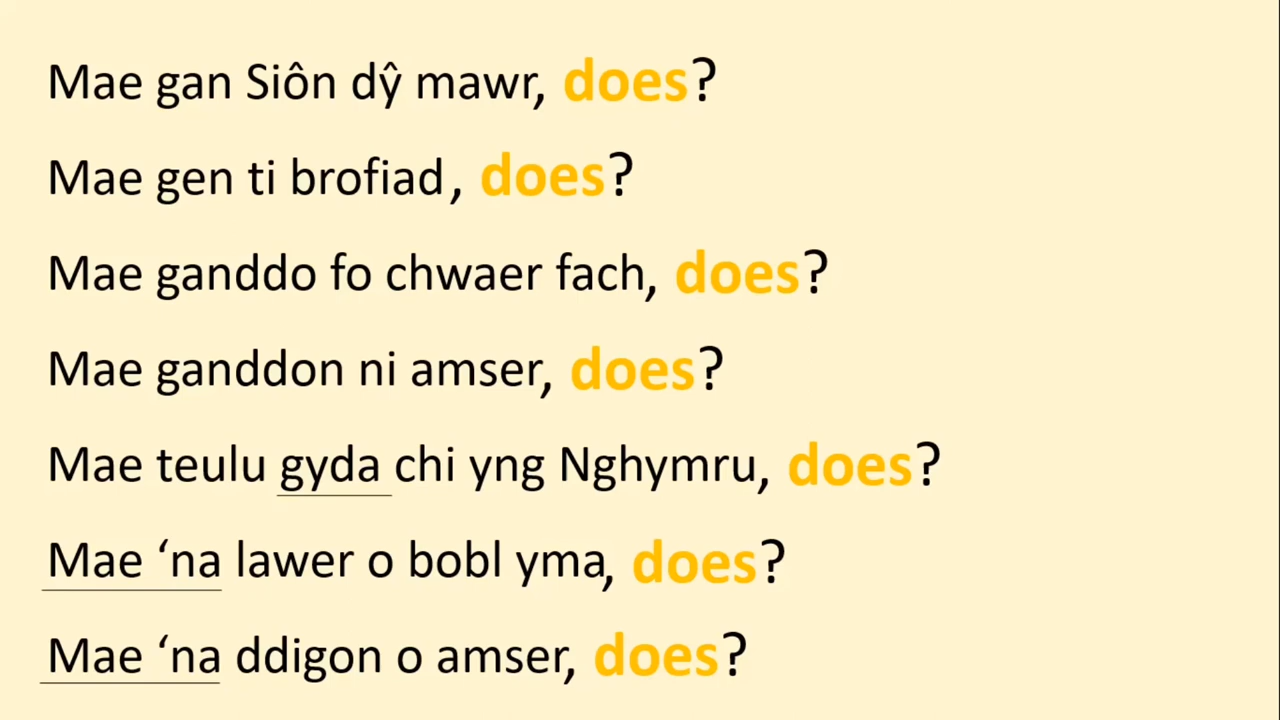 Mae gan Siôn dŷ mawr, does?
Mae gen ti brofiad, does?
Mae ganddo fo chwaer fach, does?
Mae ganddon ni amser, does?
Mae teulu gyda chi yng Nghymru, does?
Mae ‘na lawer o bobl yma, does?
Mae ‘na ddigon o amser, does?